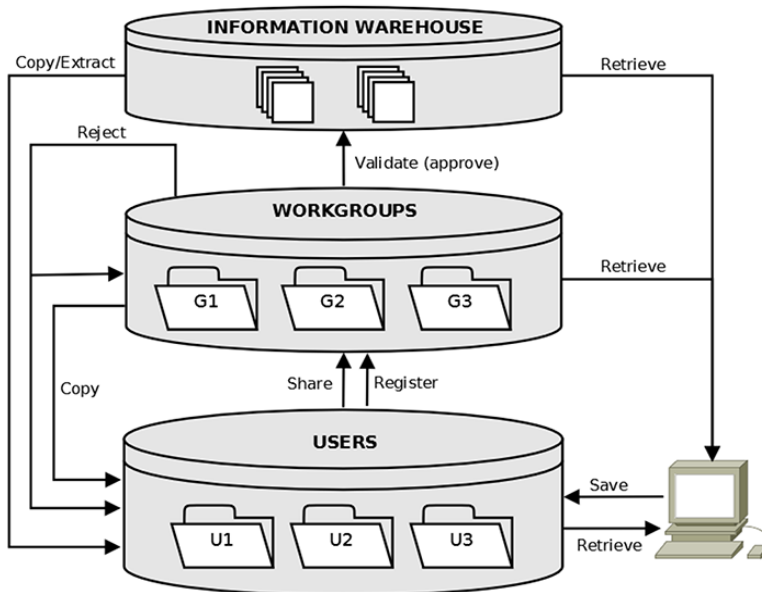 INFORMATION WAREHOUSE
Copy/Extract
Retrieve
Reject
Validate (approve)
WORKGROUPS
Retrieve
G1
G2
G3
Copy
Share
Register
USERS
Save
U1
U2
U3
Retrieve